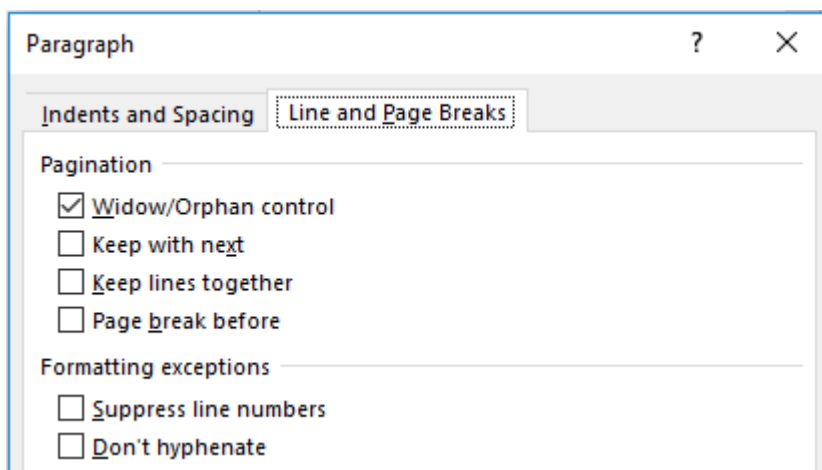 Paragraph ?
Indents and Spacing Line and Page Breaks
Pagination
Widow/Orphan control
Keep with next
Keep lines together
Page break before
Formatting exceptions
Suppress line numbers
Don't hyphenate